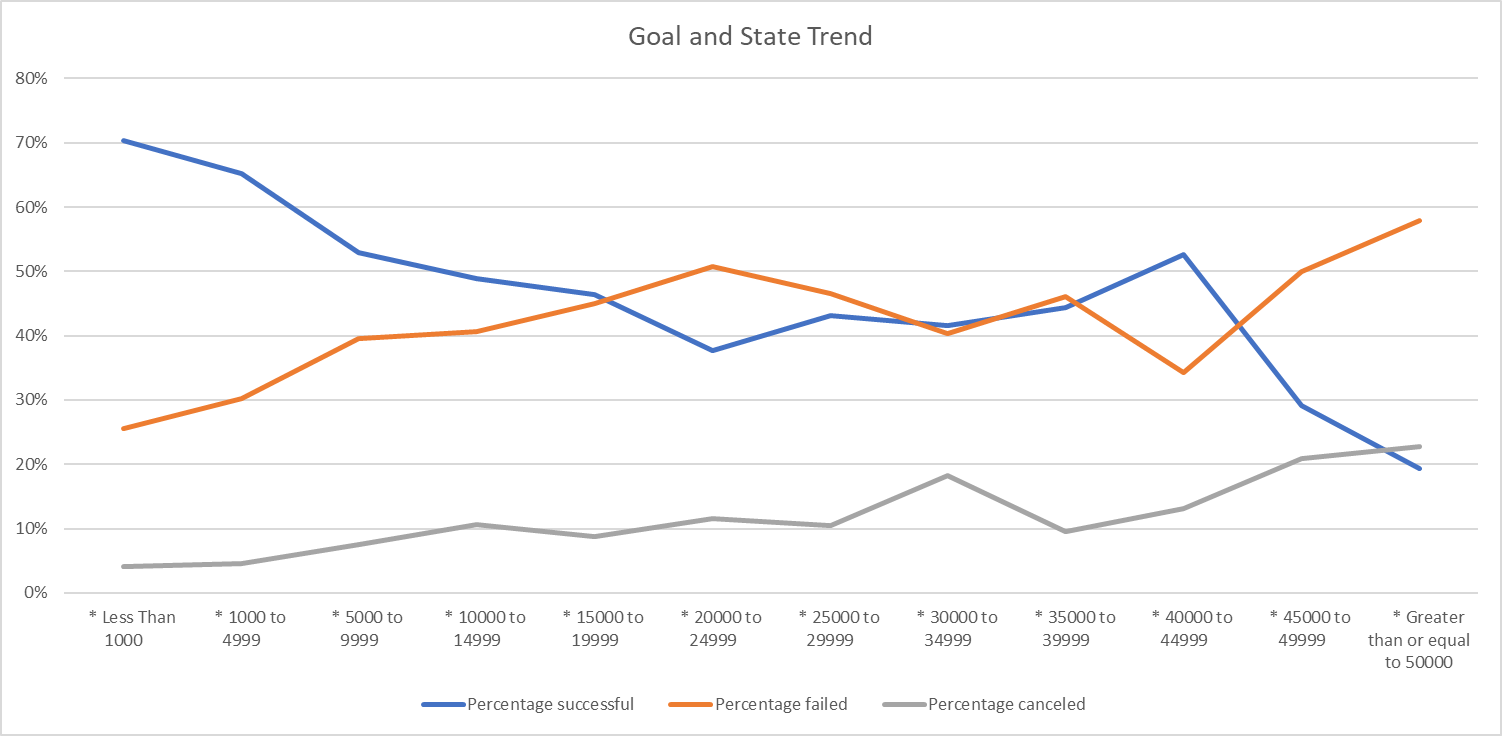 Goal and State Trend
80%
70%
60%
50%
40%
30%
20%
10%
0%
* Less Than
1000
* 1000 to
4999
* 5000 to
9999
* 10000 to
14999
* 15000 to
19999
* 20000 to
24999
* 25000 to
29999
* 30000 to
34999
* 35000 to
39999
* 40000 to
44999
* 45000 to
49999
* Greater
than or equal
to 50000
Percentage successful
Percentage failed
Percentage canceled